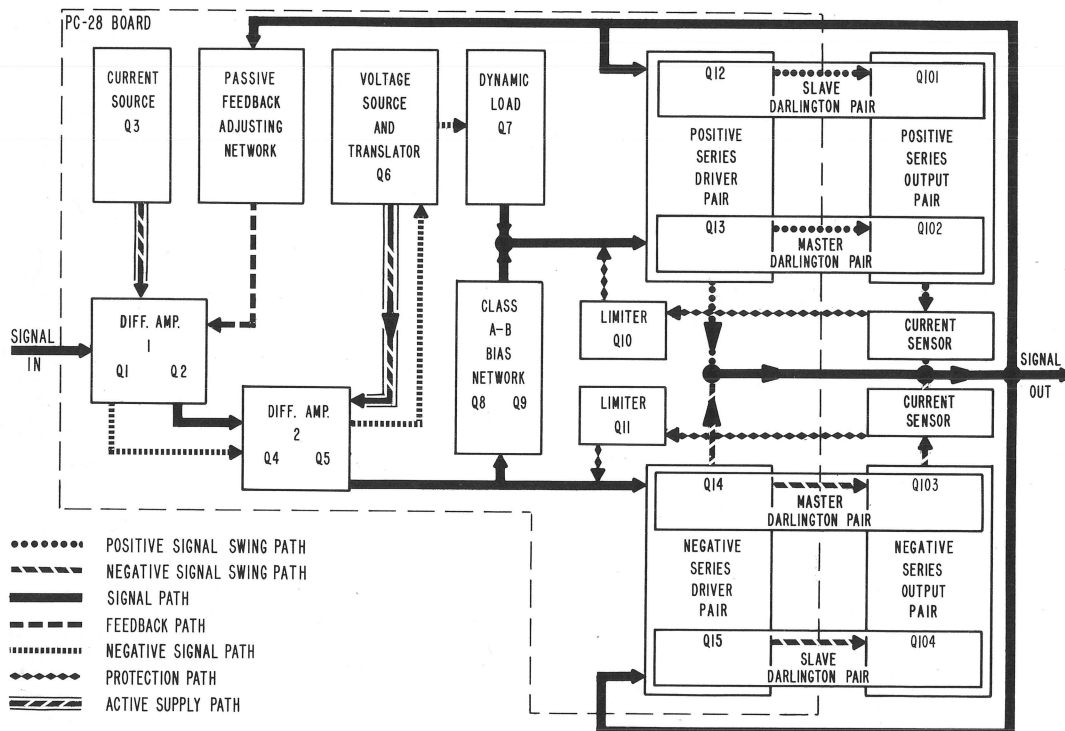 PC-28 BOARD
CURRENT
SOURCE
Q3
PASSIVE
FEEDBACK
ADJUSTING
NETWORK
VOLTAGE
SOURCE
AND
TRANSLATOR
Q6
DYNAMIC
LOAD
Q7
Q12
SLAVE
DARLINGTON PAIR
Q101
POSITIVE
SERIES
DRIVER
PAIR
POSITIVE
SERIES
OUTPUT
PAIR
Q13
MASTER
DARLINGTON PAIR
Q102
SIGNAL
IN
DIFF. AMP.
1
Q1 Q2
DIFF. AMP.
2
Q4 Q5
CLASS
A-B
BIAS
NETWORK
Q8 Q9
LIMITER
Q10
CURRENT
SENSOR
SIGNAL
OUT
LIMITER
Q11
CURRENT
SENSOR
Q14
MASTER
DARLINGTON PAIR
Q103
NEGATIVE
SERIES
DRIVER
PAIR
NEGATIVE
SERIES
OUTPUT
PAIR
Q15
SLAVE
DARLINGTON PAIR
Q104
POSITIVE SIGNAL SWING PATH
NEGATIVE SIGNAL SWING PATH
SIGNAL PATH
FEEDBACK PATH
NEGATIVE SIGNAL PATH
PROTECTION PATH
ACTIVE SUPPLY PATH